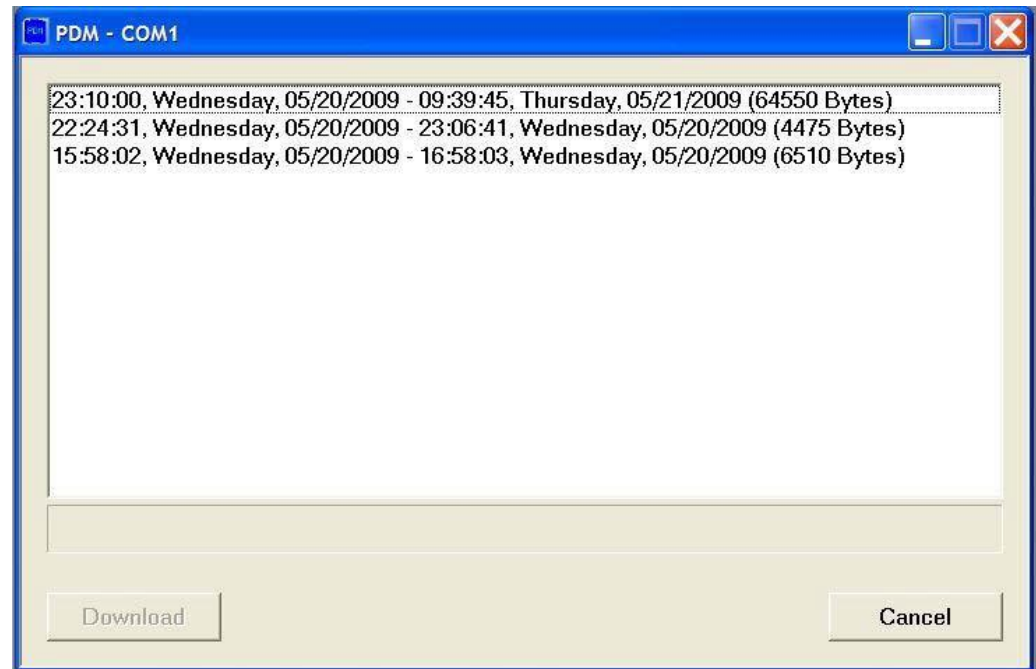 PDM - COM1
23:10:00, Wednesday, 05/20/2009 - 09:39:45, Thursday, 05/21/2009 (64550 Bytes)
22:24:31, Wednesday, 05/20/2009 - 23:06:41, Wednesday, 05/20/2009 (4475 Bytes)
15:58:02, Wednesday, 05/20/2009 - 16:58:03, Wednesday, 05/20/2009 (6510 Bytes)
Download
Cancel